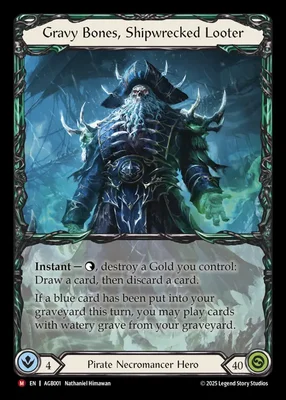 Gravy Bones, Shipwrecked Looter
Instant — , destroy a Gold you control:
Draw a card, then discard a card.
If a blue card has been put into your
graveyard this turn, you may play cards
with watery grave from your graveyard.
4
Pirate Necromancer Hero
40
M EN | AGB001 Nathaniel Himawan
©2025 Legend Story Studios